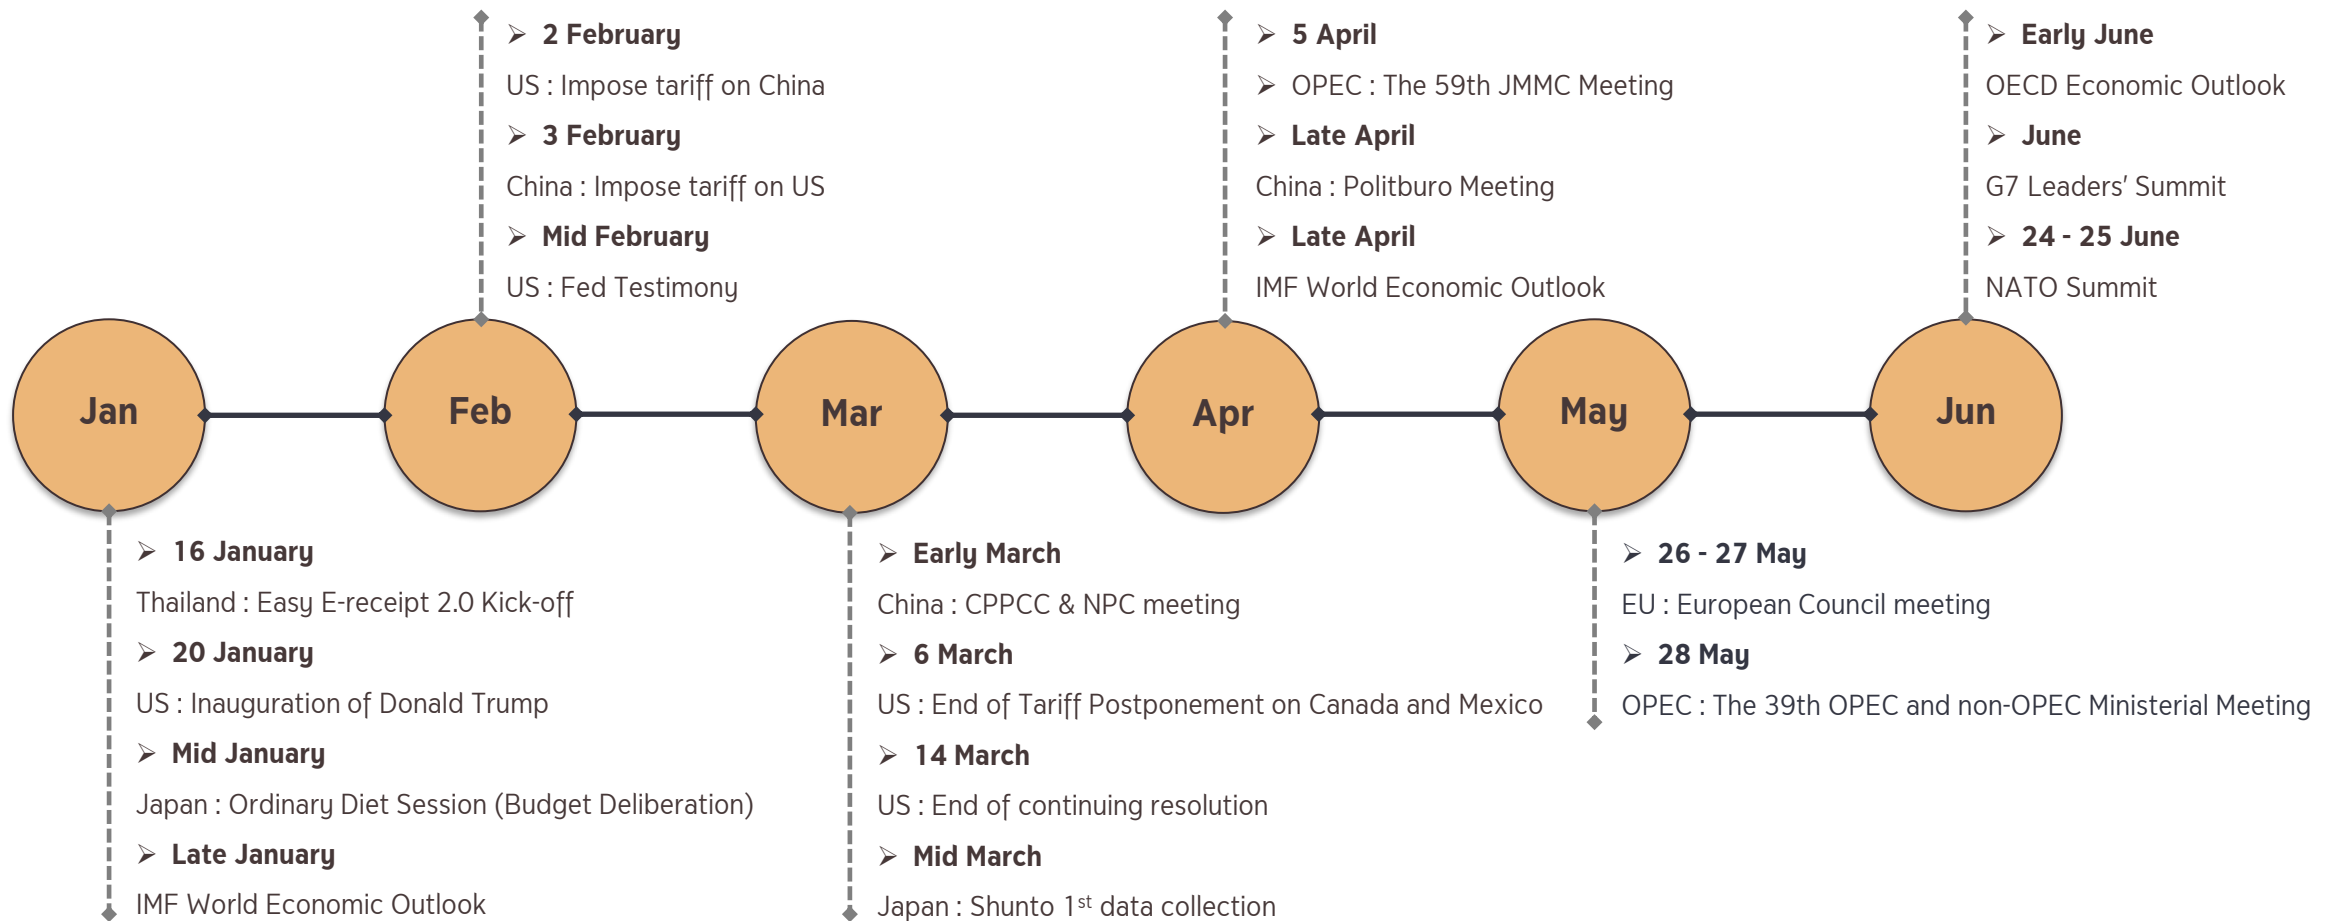 ➢ 2 February
US : Impose tariff on China
➢ 3 February
China : Impose tariff on US
➢ Mid February
US : Fed Testimony
➢ 5 April
➢ OPEC : The 59th JMMC Meeting
➢ Late April
China : Politburo Meeting
➢ Late April
IMF World Economic Outlook
➢ Early June
OECD Economic Outlook
➢ June
G7 Leaders' Summit
➢ 24 - 25 June
NATO Summit
Jan
Feb
Mar
Apr
May
Jun
➢ 16 January
Thailand : Easy E-receipt 2.0 Kick-off
➢ 20 January
US : Inauguration of Donald Trump
➢ Mid January
Japan : Ordinary Diet Session (Budget Deliberation)
➢ Late January
IMF World Economic Outlook
➢ Early March
China : CPPCC & NPC meeting
➢ 6 March
US : End of Tariff Postponement on Canada and Mexico
➢ 14 March
US : End of continuing resolution
➢ Mid March
Japan : Shunto 1st data collection
➢ 26 - 27 May
EU : European Council meeting
➢ 28 May
OPEC : The 39th OPEC and non-OPEC Ministerial Meeting